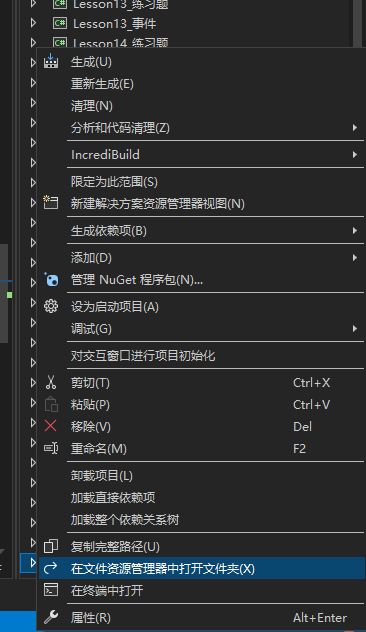 C# Lesson13_练习题
C# Lesson13_事件
C# Lesson14_练习题
生成(U)
重新生成(E)
清理(N)
分析和代码清理(Z)
IncrediBuild
限定为此范围(S)
新建解决方案资源管理器视图(N)
生成依赖项(B)
添加(D)
管理 NuGet 程序包(N)...
设为启动项目(A)
调试(G)
对交互窗口进行项目初始化
剪切(T) Ctrl+X
粘贴(P) Ctrl+V
移除(V) Del
重命名(M) F2
卸载项目(L)
加载直接依赖项
加载整个依赖关系树
复制完整路径(U)
在文件资源管理器中打开文件夹(X)
在终端中打开
属性(R) Alt+Enter